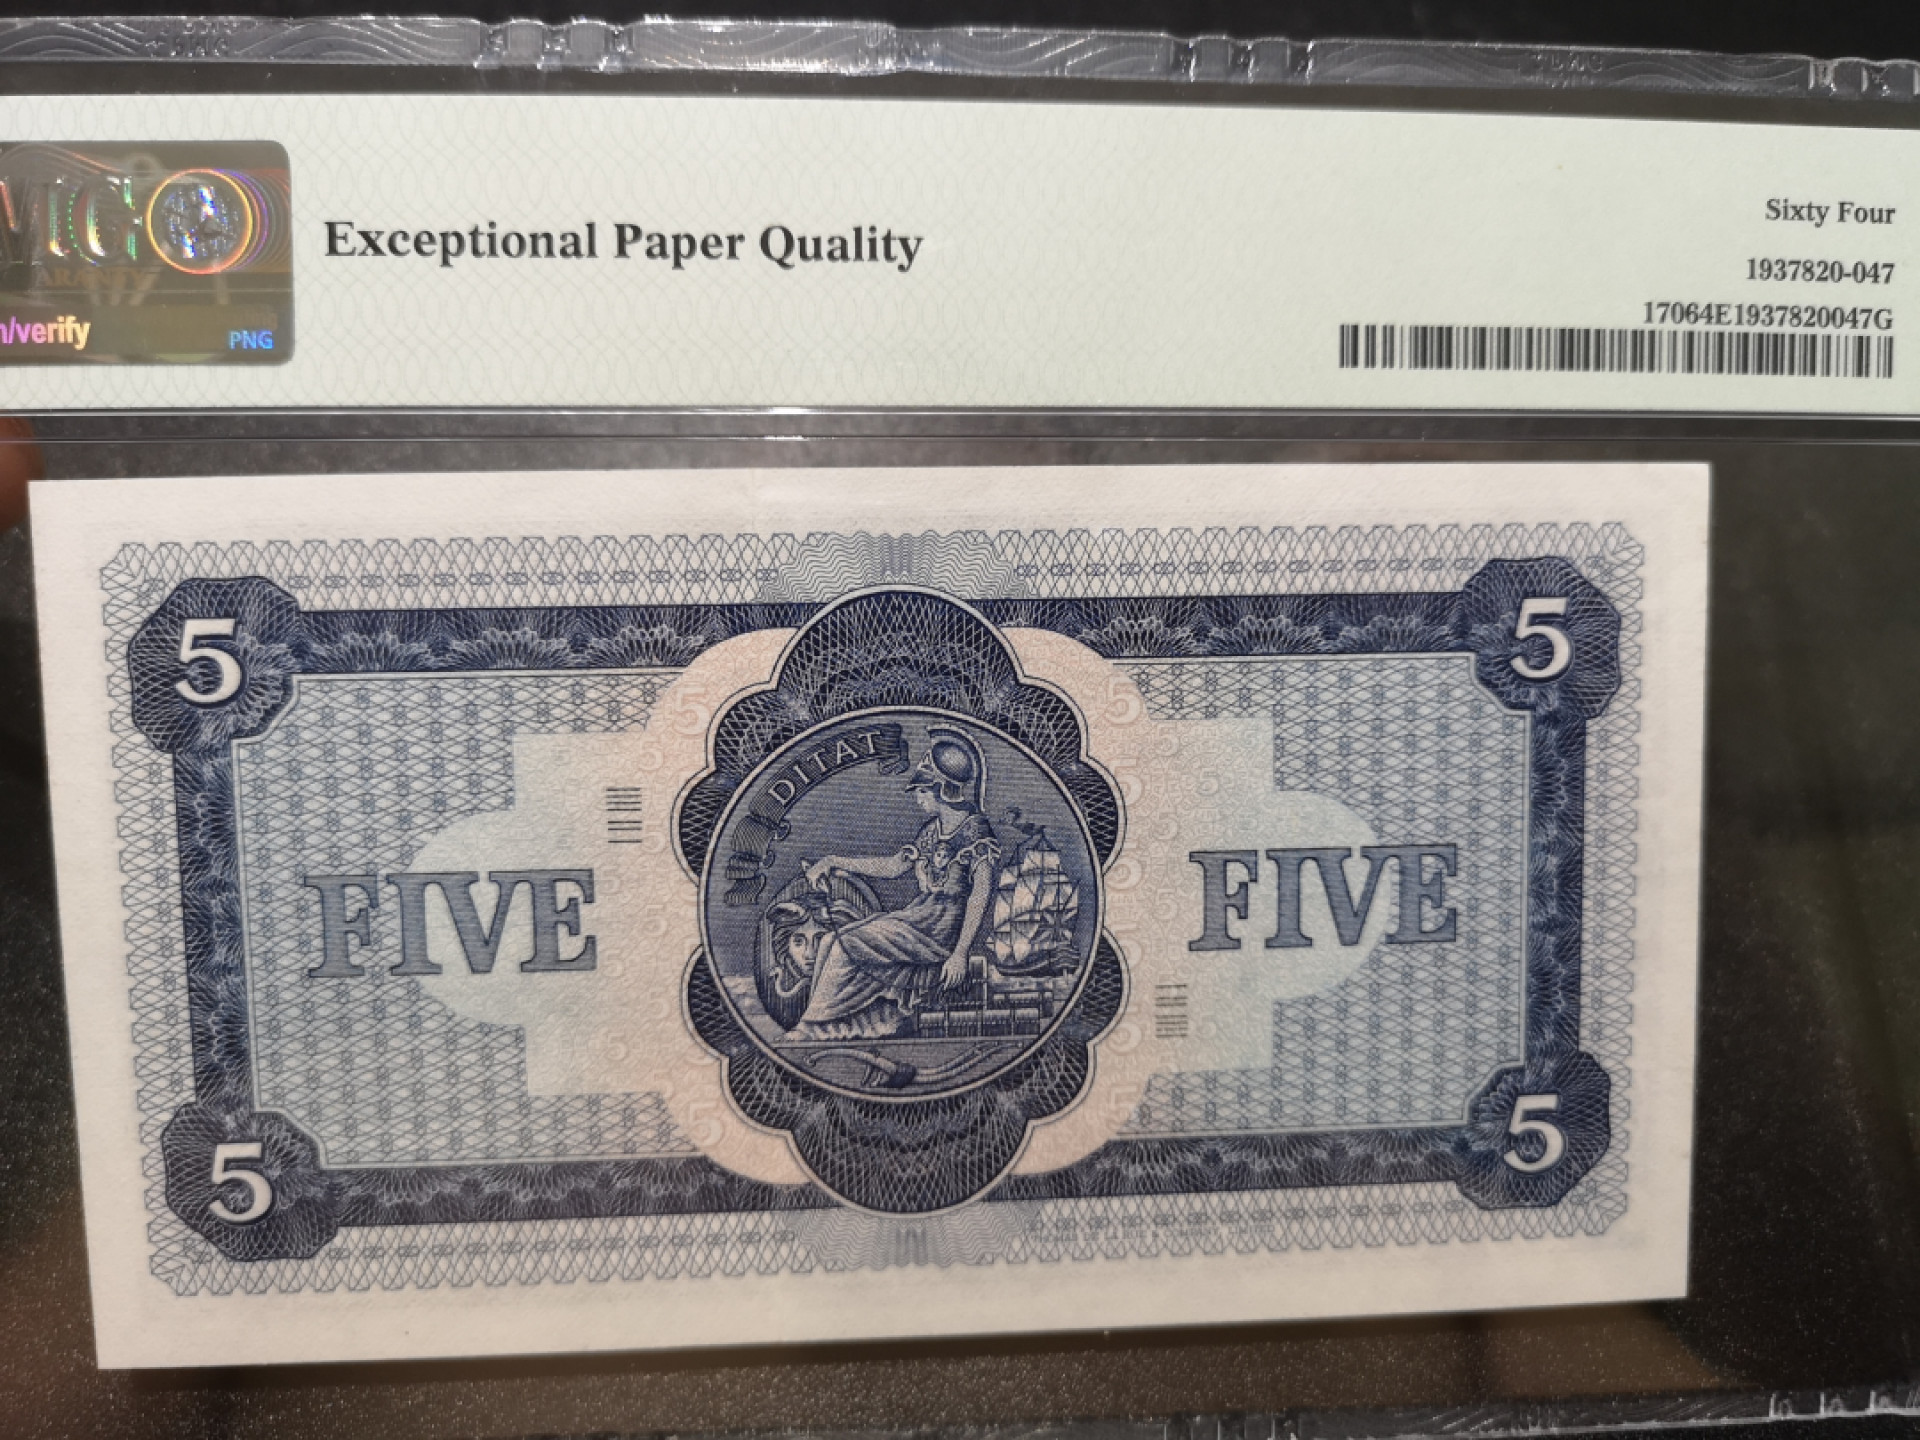 Exceptional Paper Quality
Sixty Four
1937820-047
17064E1937820047G
/verify
PNG
5
5
DITAT
FIVE
FIVE
5
5